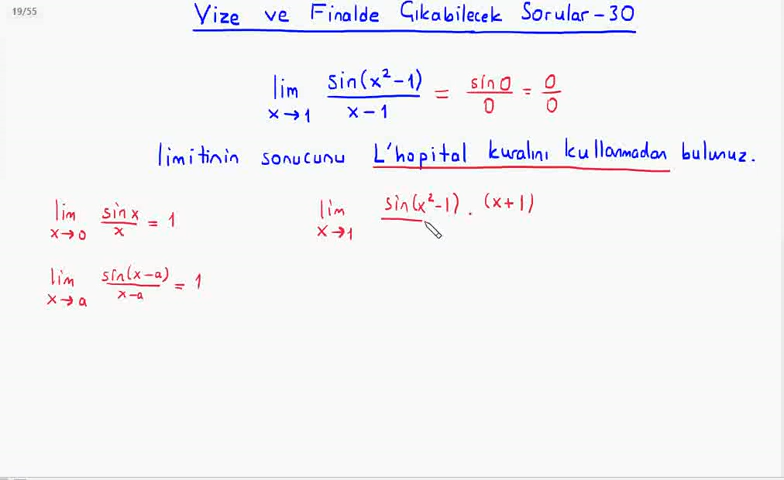 19/55
Vize ve Finalde Çıkabilecek Sorular-30
lim x→1 sin(x²-1)/(x-1) = sin0/0 = 0/0
limitinin sonucunu L'hopital kuralını kullanmadan bulunuz.
lim x→0 sinx/x = 1
lim x→1 sin(x²-1) . (x+1)
lim x→a sin(x-a)/(x-a) = 1